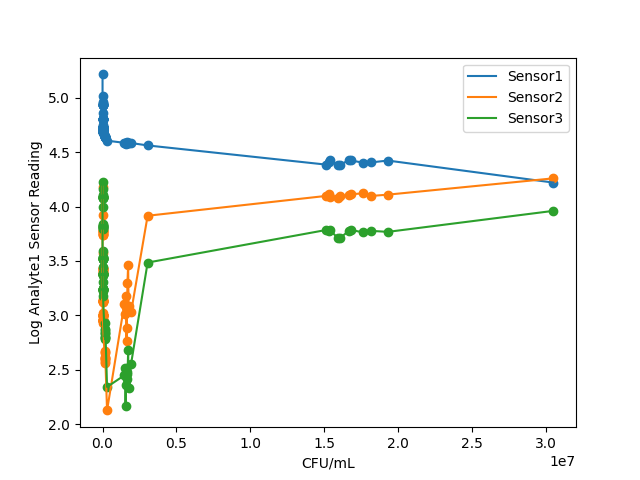 Sensor1
Sensor2
Sensor3
Log Analyte1 Sensor Reading
5.0
4.5
4.0
3.5
3.0
2.5
2.0
0.0 0.5 1.0 1.5 2.0 2.5 3.0
1e7
CFU/mL